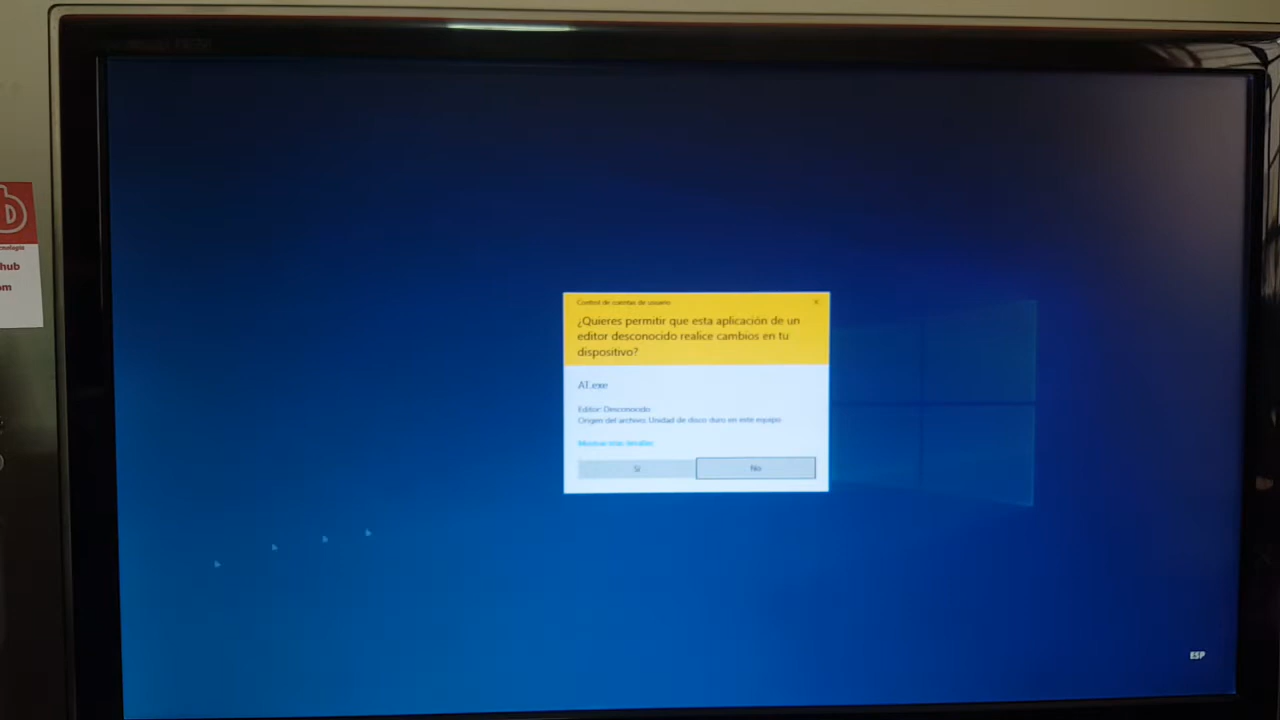 Control de cuentas de usuario
¿Quieres permitir que esta aplicación de un
editor desconocido realice cambios en tu
dispositivo?
AT.exe
Editor: Desconocido
Origen del archivo: Unidad de disco duro en este equipo
Mostrar más detalles
Sí
No
hub
om
ESP